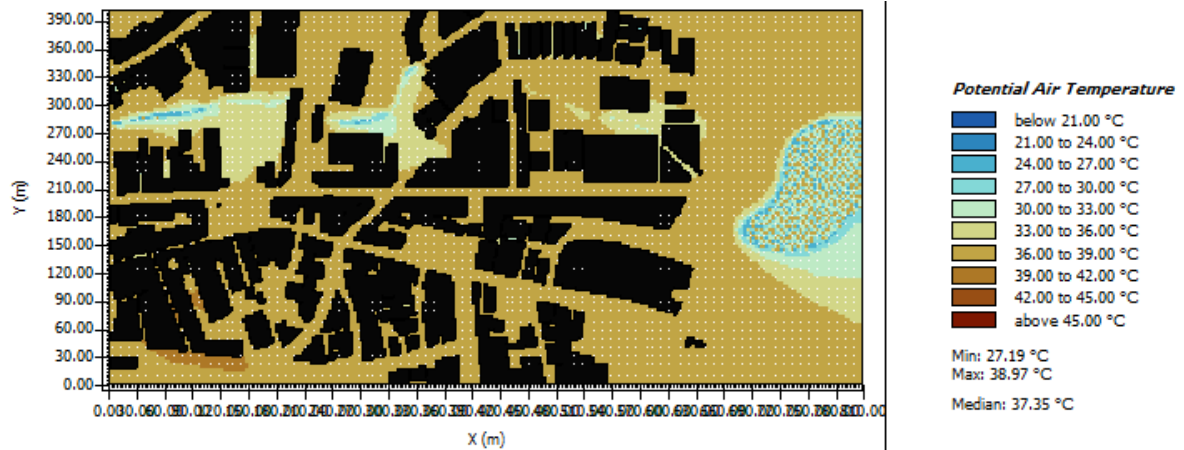 390.00
360.00
330.00
300.00
270.00
240.00
210.00
180.00
150.00
120.00
90.00
60.00
30.00
0.00
Y (m)
X (m)
Potential Air Temperature
below 21.00 °C
21.00 to 24.00 °C
24.00 to 27.00 °C
27.00 to 30.00 °C
30.00 to 33.00 °C
33.00 to 36.00 °C
36.00 to 39.00 °C
39.00 to 42.00 °C
42.00 to 45.00 °C
above 45.00 °C
Min: 27.19 °C
Max: 38.97 °C
Median: 37.35 °C